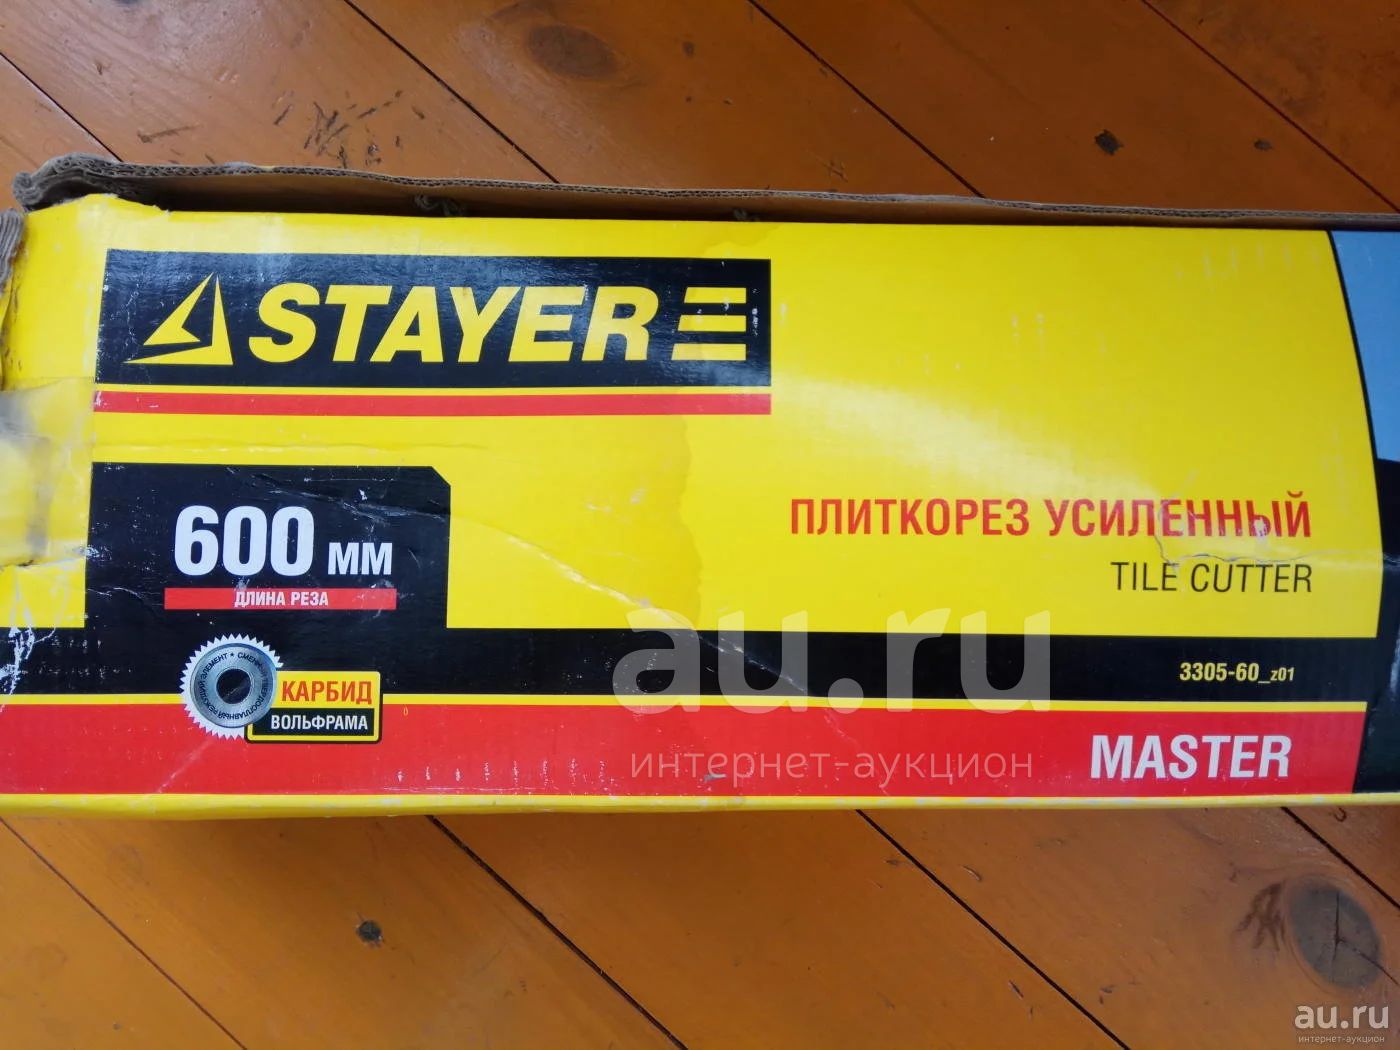 STAYER
600 мм
ДЛИНА РЕЗА
ПЛИТКОРЕЗ УСИЛЕННЫЙ
TILE CUTTER
3305-60_z01
КАРБИД
ВОЛЬФРАМА
MASTER
au.ru
интернет-аукцион
au.ru
интернет-аукцион